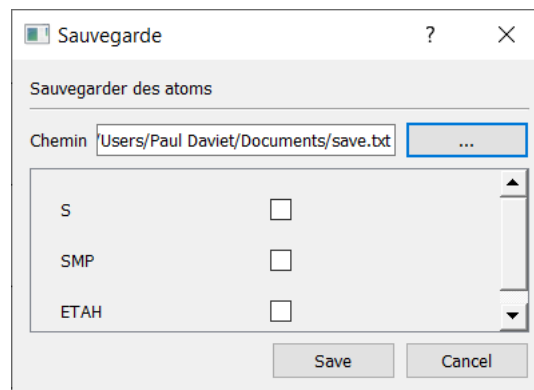 Sauvegarde ?
Sauvegarder des atoms
Chemin /Users/Paul Daviet/Documents/save.txt ...
S
SMP
ETAH
Save Cancel